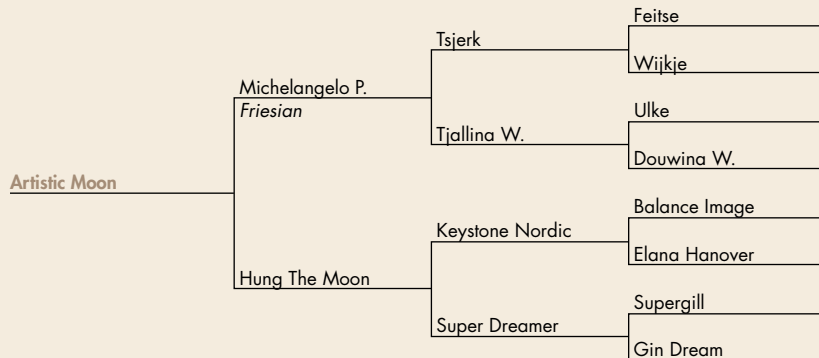 Feitse
Tsjerk
Wijkje
Michelangelo P.
Friesian
Ulke
Tjallina W.
Douwina W.
Artistic Moon
Balance Image
Keystone Nordic
Elana Hanover
Hung The Moon
Supergill
Super Dreamer
Gin Dream